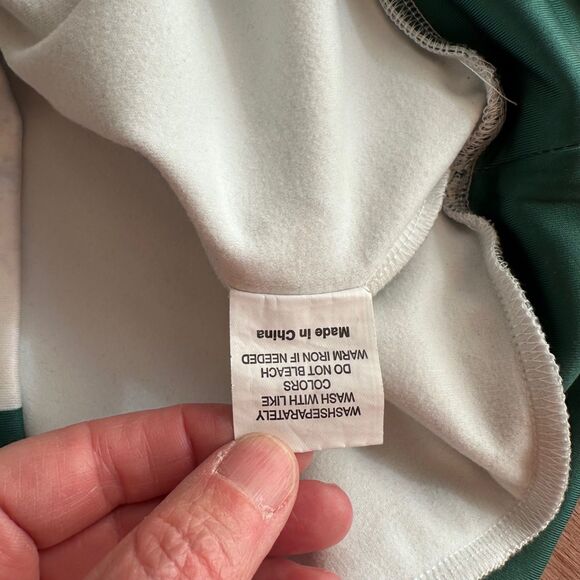 WASHSEPARATELY
WASH WITH LIKE
COLORS
DO NOT BLEACH
WARM IRON IF NEEDED
Made in China